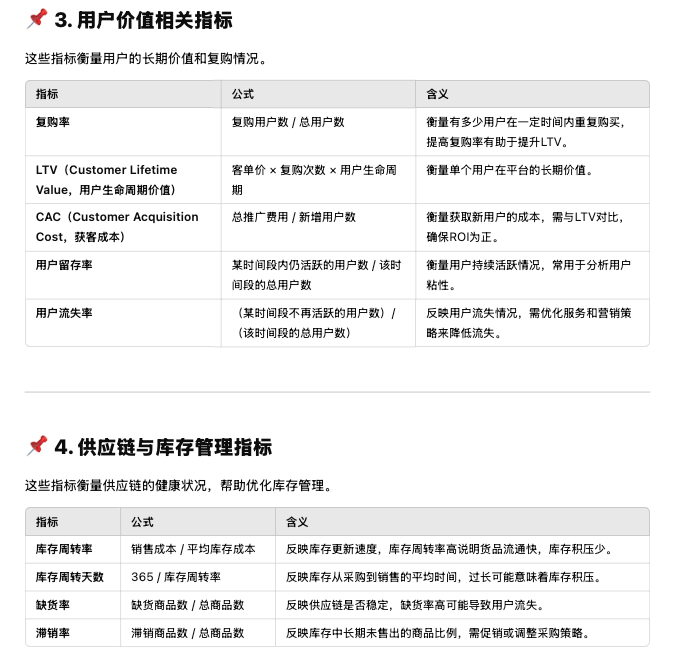 📌 3. 用户价值相关指标
这些指标衡量用户的长期价值和复购情况。
指标 公式 含义
复购率 复购用户数 / 总用户数 衡量有多少用户在一定时间内重复购买，
提高复购率有助于提升LTV。
LTV（Customer Lifetime 客单价 × 复购次数 × 用户生命周 衡量单个用户在平台的长期价值。
Value，用户生命周期价值） 期
CAC（Customer Acquisition 总推广费用 / 新增用户数 衡量获取新用户的成本，需与LTV对比，
Cost，获客成本） 确保ROI为正。
用户留存率 某时间段内仍活跃的用户数 / 该时 衡量用户持续活跃情况，常用于分析用户
间段的总用户数 粘性。
用户流失率 （某时间段不再活跃的用户数）/ 反映用户流失情况，需优化服务和营销策
（该时间段的总用户数） 略来降低流失。
📌 4. 供应链与库存管理指标
这些指标衡量供应链的健康状况，帮助优化库存管理。
指标 公式 含义
库存周转率 销售成本 / 平均库存成本 反映库存更新速度，库存周转率高说明货品流通快，库存积压少。
库存周转天数 365 / 库存周转率 反映库存从采购到销售的平均时间，过长可能意味着库存积压。
缺货率 缺货商品数 / 总商品数 反映供应链是否稳定，缺货率高可能导致用户流失。
滞销率 滞销商品数 / 总商品数 反映库存中长期未售出的商品比例，需促销或调整采购策略。